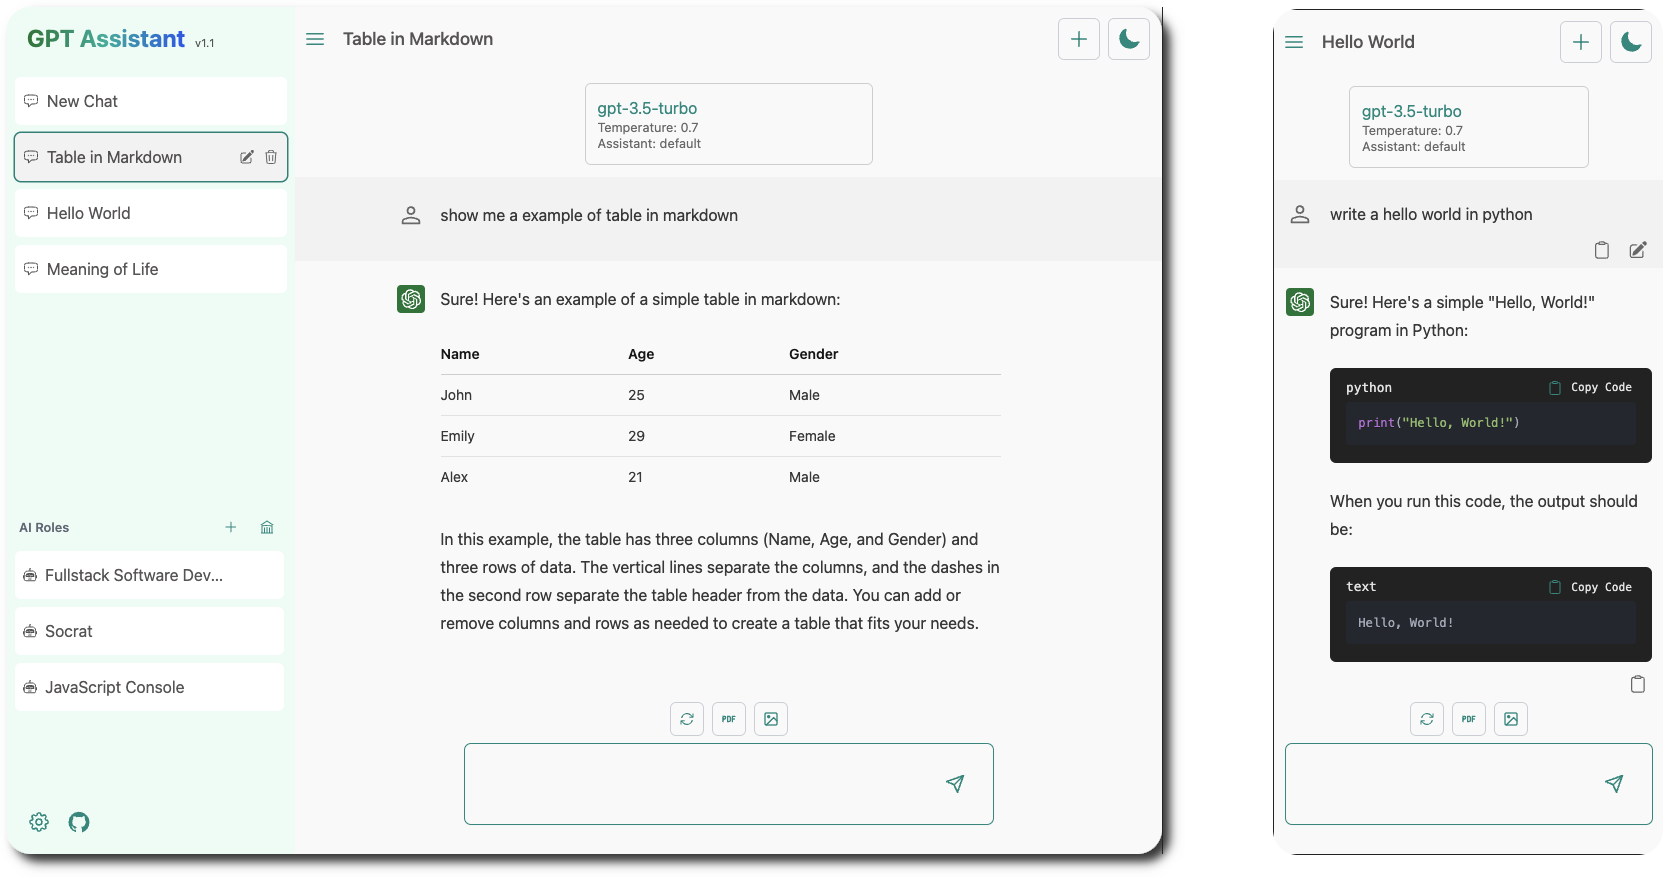 GPT Assistant v1.1
New Chat
Table in Markdown
Hello World
Meaning of Life
AI Roles
Fullstack Software Dev...
Socrat
JavaScript Console
Table in Markdown
gpt-3.5-turbo
Temperature: 0.7
Assistant: default
show me a example of table in markdown
Sure! Here's an example of a simple table in markdown:
Name Age Gender
John 25 Male
Emily 29 Female
Alex 21 Male
In this example, the table has three columns (Name, Age, and Gender) and
three rows of data. The vertical lines separate the columns, and the dashes in
the second row separate the table header from the data. You can add or
remove columns and rows as needed to create a table that fits your needs.
PDF
Hello World
gpt-3.5-turbo
Temperature: 0.7
Assistant: default
write a hello world in python
Sure! Here's a simple "Hello, World!"
program in Python:
python Copy Code
print("Hello, World!")
When you run this code, the output should
be:
text Copy Code
Hello, World!
PDF